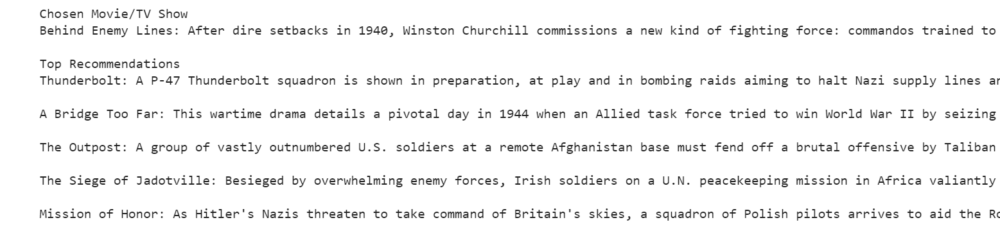 Chosen Movie/TV Show
Behind Enemy Lines: After dire setbacks in 1940, Winston Churchill commissions a new kind of fighting force: commandos trained to
Top Recommendations
Thunderbolt: A P-47 Thunderbolt squadron is shown in preparation, at play and in bombing raids aiming to halt Nazi supply lines
A Bridge Too Far: This wartime drama details a pivotal day in 1944 when an Allied task force tried to win World War II by seizing
The Outpost: A group of vastly outnumbered U.S. soldiers at a remote Afghanistan base must fend off a brutal offensive by Taliban
The Siege of Jadotville: Besieged by overwhelming enemy forces, Irish soldiers on a U.N. peacekeeping mission in Africa valiantly
Mission of Honor: As Hitler's Nazis threaten to take command of Britain's skies, a squadron of Polish pilots arrives to aid the